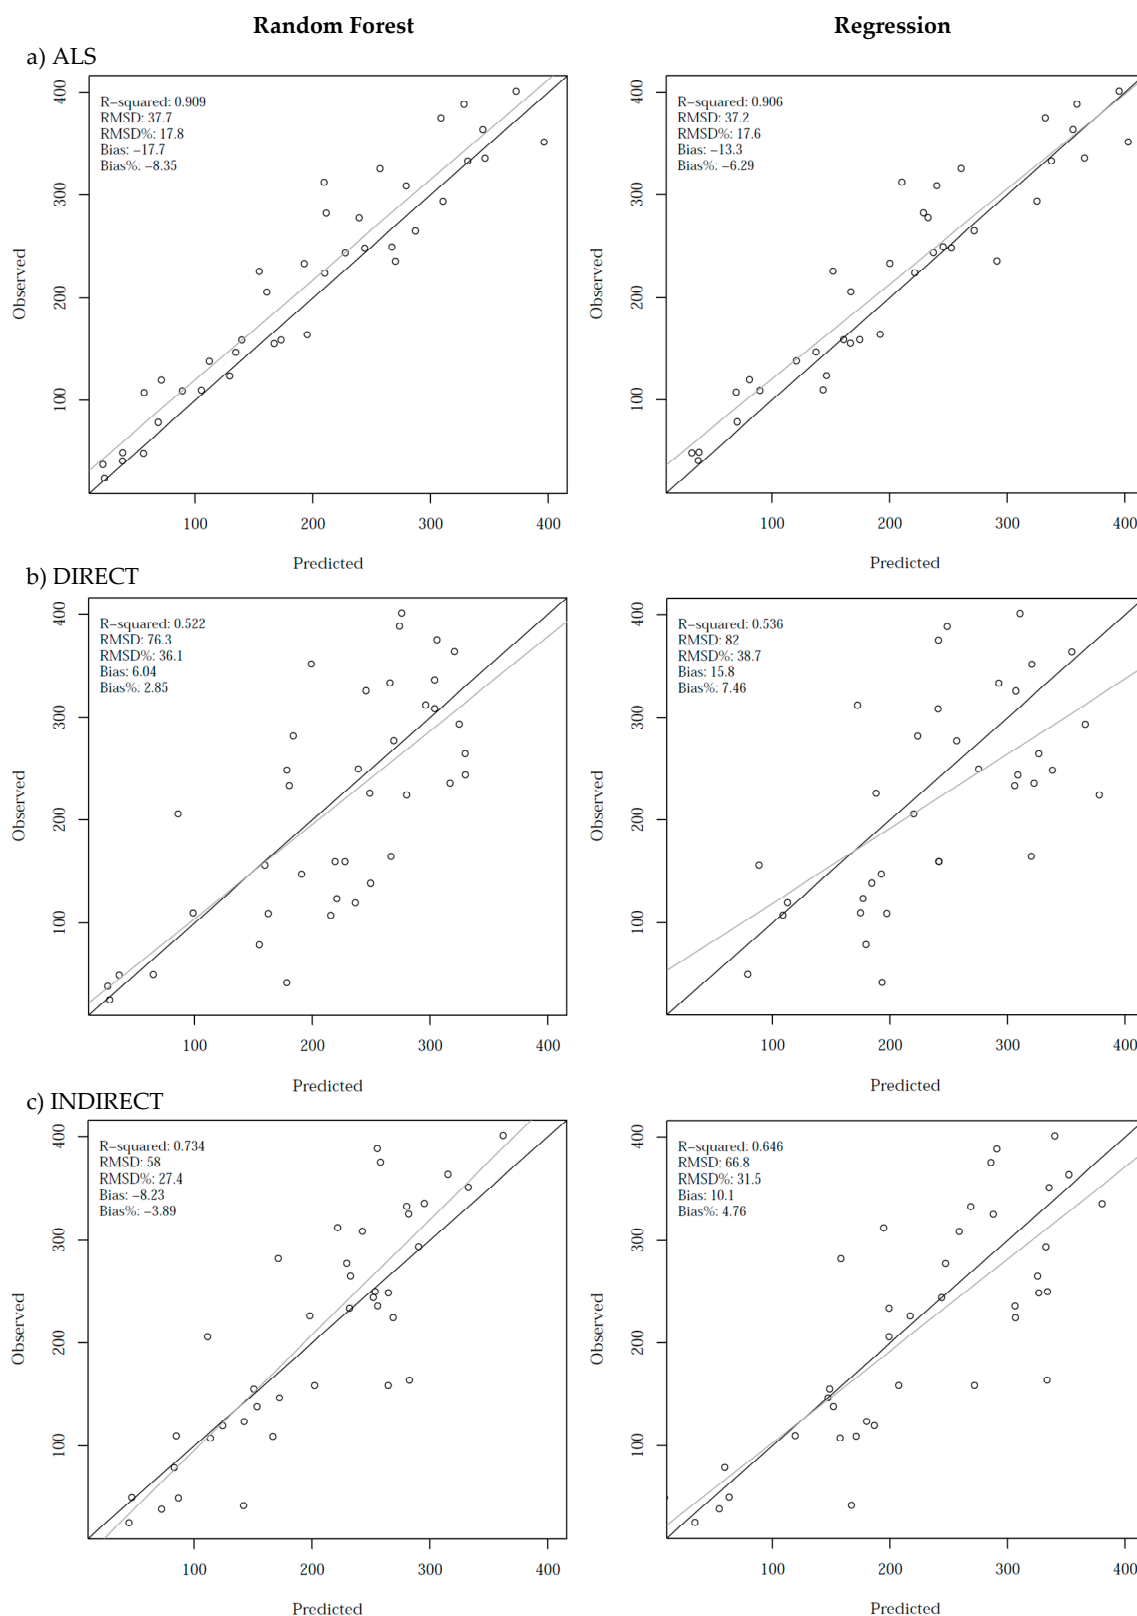 Random Forest
Regression
a) ALS
R-squared: 0.909
RMSD: 37.7
RMSD%: 17.8
Bias: -17.7
Bias%: -8.35
Observed
400
300
200
100
100 200 300 400
Predicted
R-squared: 0.906
RMSD: 37.2
RMSD%: 17.6
Bias: -13.3
Bias%: -6.29
Observed
400
300
200
100
100 200 300 400
Predicted
b) DIRECT
R-squared: 0.522
RMSD: 76.3
RMSD%: 36.1
Bias: 6.04
Bias%: 2.85
Observed
400
300
200
100
100 200 300 400
Predicted
R-squared: 0.536
RMSD: 82
RMSD%: 38.7
Bias: 15.8
Bias%: 7.46
Observed
400
300
200
100
100 200 300 400
Predicted
c) INDIRECT
R-squared: 0.734
RMSD: 58
RMSD%: 27.4
Bias: -8.23
Bias%: -3.89
Observed
400
300
200
100
100 200 300 400
Predicted
R-squared: 0.646
RMSD: 66.8
RMSD%: 31.5
Bias: 10.1
Bias%: 4.76
Observed
400
300
200
100
100 200 300 400
Predicted